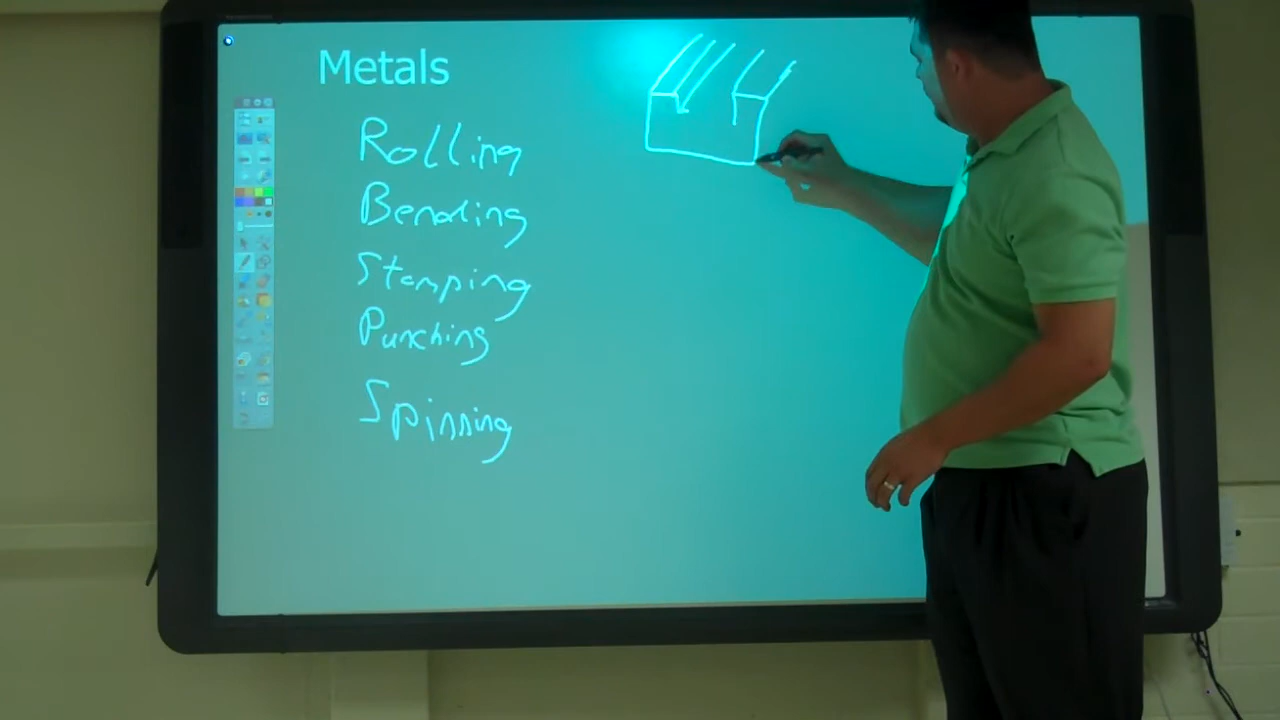 Metals
Rolling
Bending
Stamping
Punching
Spinning